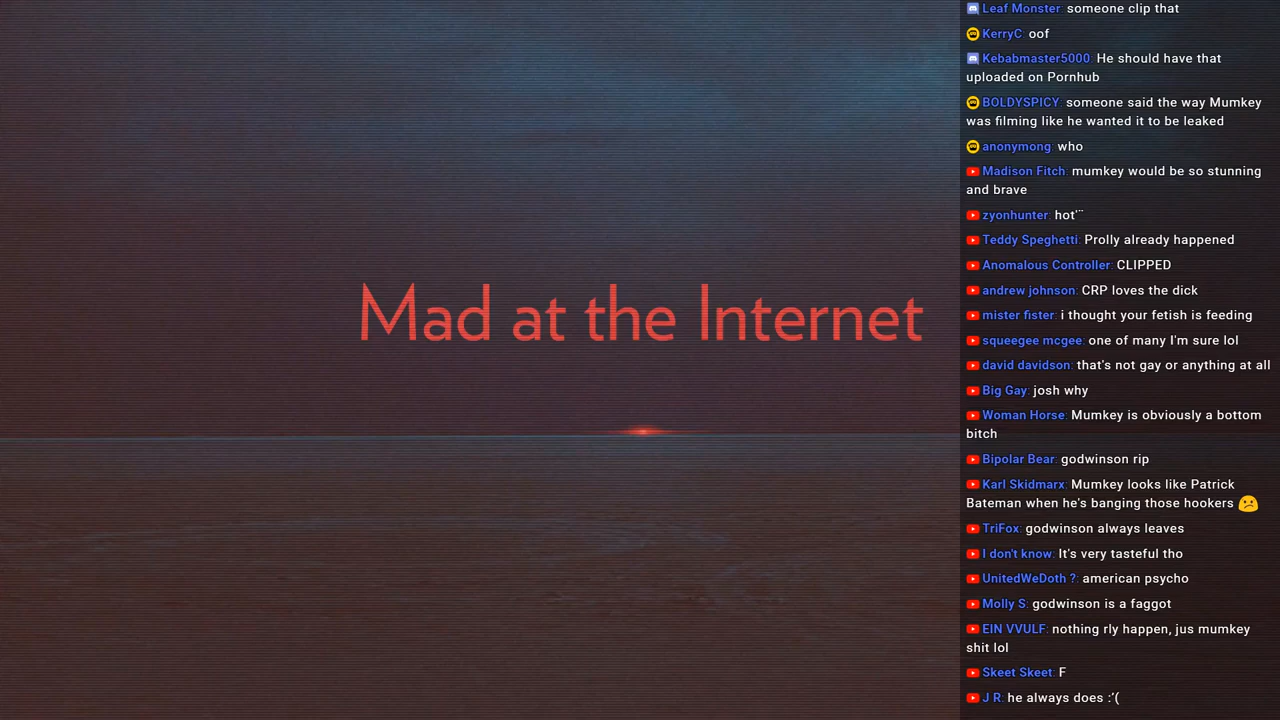 Mad at the Internet
Leaf Monster: someone clip that
KerryC: oof
Kebabmaster5000: He should have that
uploaded on Pornhub
BOLDYSPICY: someone said the way Mumkey
was filming like he wanted it to be leaked
anonymong: who
Madison Fitch: mumkey would be so stunning
and brave
zyonhunter: hot´¨
Teddy Speghetti: Prolly already happened
Anomalous Controller: CLIPPED
andrew johnson: CRP loves the dick
mister fister: i thought your fetish is feeding
squeegee mcgee: one of many I'm sure lol
david davidson: that's not gay or anything at all
Big Gay: josh why
Woman Horse: Mumkey is obviously a bottom
bitch
Bipolar Bear: godwinson rip
Karl Skidmarx: Mumkey looks like Patrick
Bateman when he's banging those hookers 😕
TriFox: godwinson always leaves
I don't know: It's very tasteful tho
UnitedWeDoth ?: american psycho
Molly S: godwinson is a faggot
EIN VVULF: nothing rly happen, jus mumkey
shit lol
Skeet Skeet: F
J R: he always does :'(